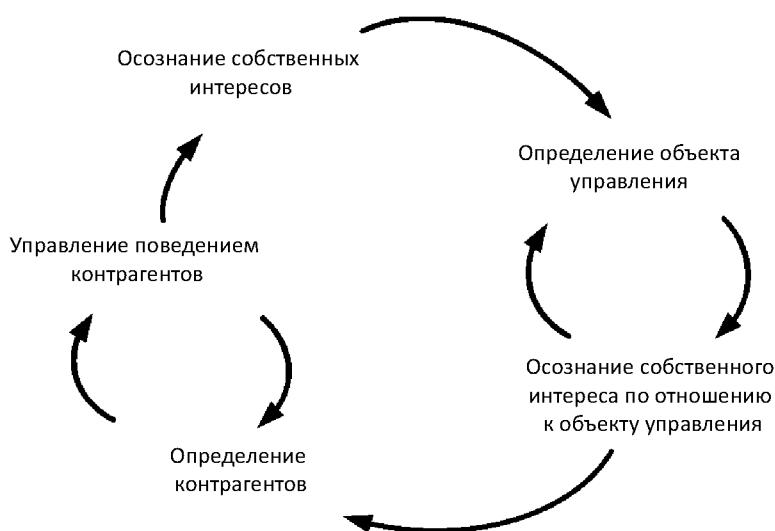 Осознание собственных
интересов
Определение объекта
управления
Управление поведением
контрагентов
Осознание собственного
интереса по отношению
к объекту управления
Определение
контрагентов